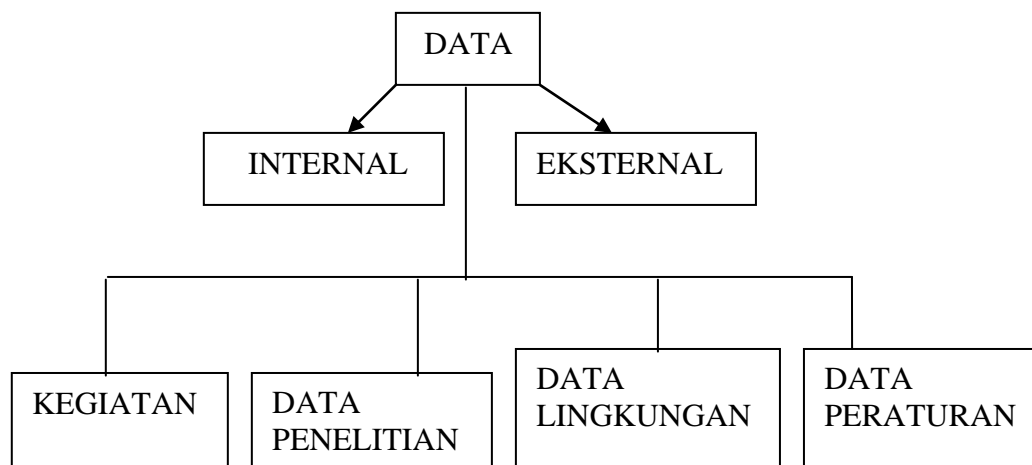 DATA
INTERNAL
EKSTERNAL
KEGIATAN
DATA
PENELITIAN
DATA
LINGKUNGAN
DATA
PERATURAN